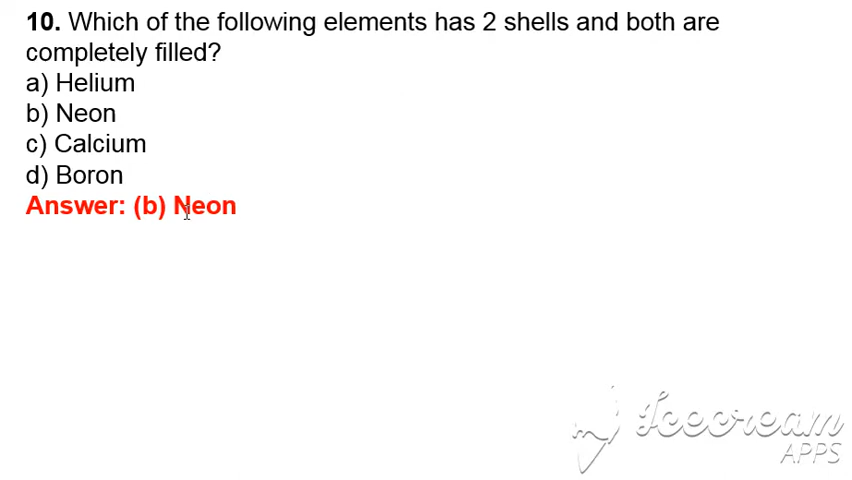 10. Which of the following elements has 2 shells and both are
completely filled?
a) Helium
b) Neon
c) Calcium
d) Boron
Answer: (b) Neon
Icecream
APPS